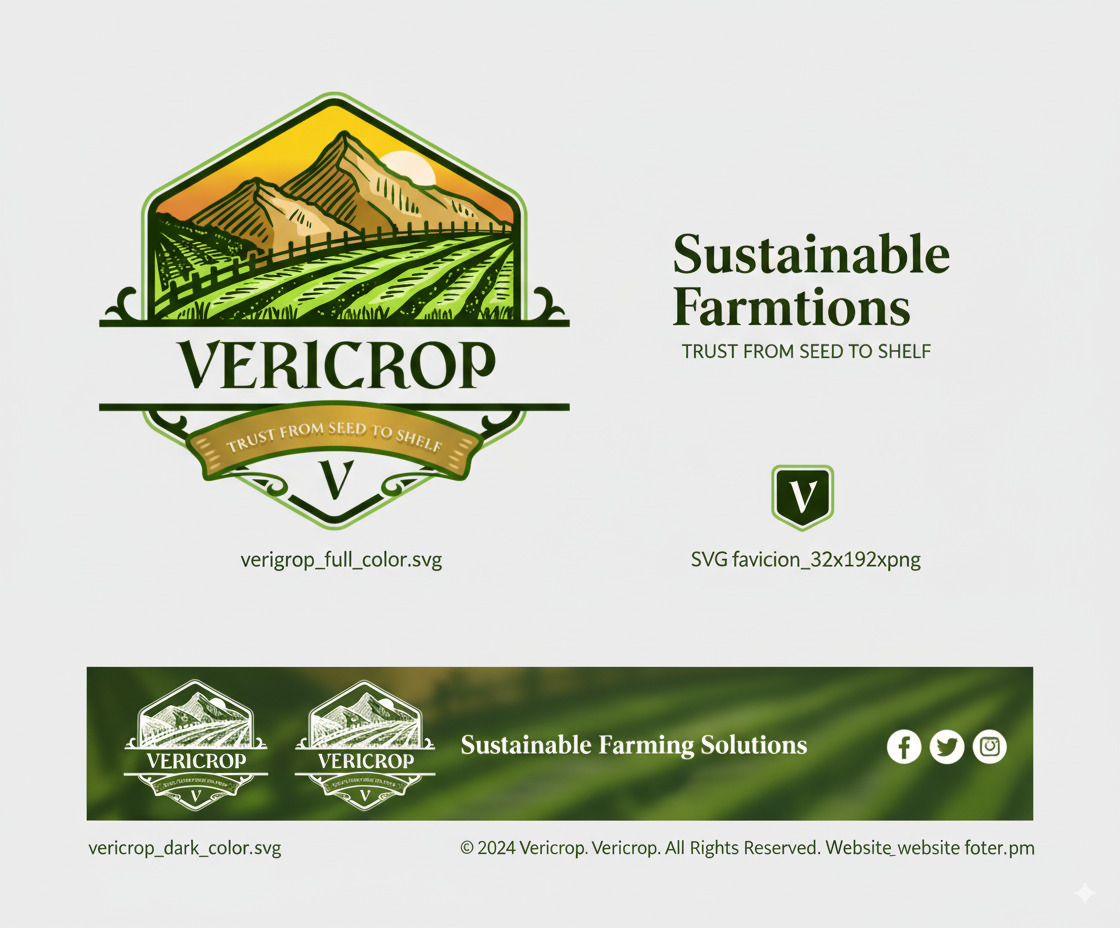 VERICROP
TRUST FROM SEED TO SHELF
V
verigrop_full_color.svg
Sustainable
Farmtions
TRUST FROM SEED TO SHELF
V
SVG favicion_32x192xpng
VERICROP
V
VERICROP
V
Sustainable Farming Solutions
vericrop_dark_color.svg
© 2024 Vericrop. Vericrop. All Rights Reserved. Website_website foter.pm